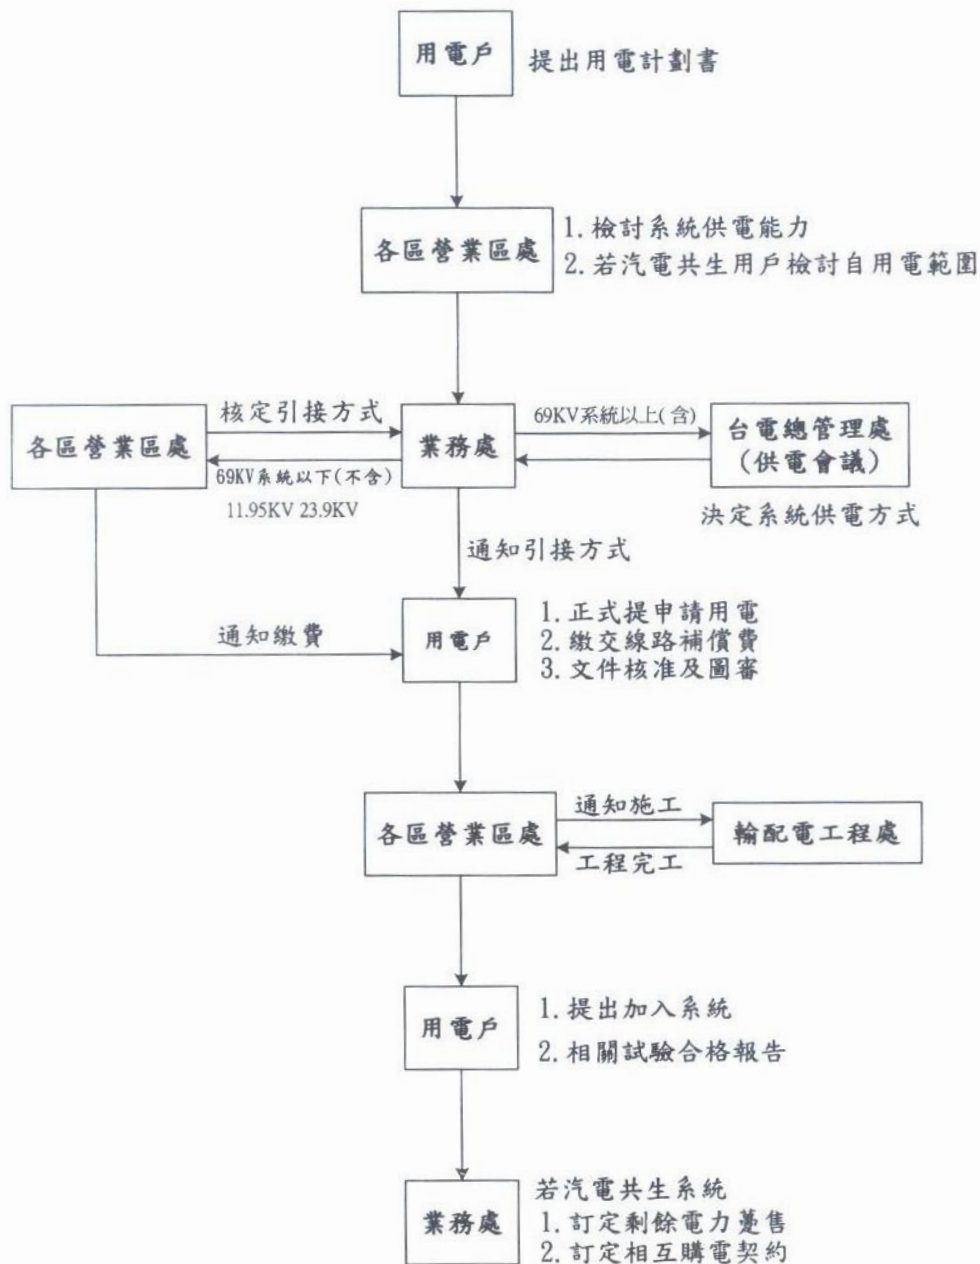 用電戶
提出用電計劃書
各區營業區處
1. 檢討系統供電能力
2. 若汽電共生用戶檢討自用電範圍
各區營業區處
核定引接方式
69KV系統以下(不含)
11.95KV 23.9KV
業務處
69KV系統以上(含)
台電總管理處
(供電會議)
決定系統供電方式
通知引接方式
通知繳費
用電戶
1. 正式提申請用電
2. 繳交線路補償費
3. 文件核准及圖審
各區營業區處
通知施工
工程完工
輸配電工程處
用電戶
1. 提出加入系統
2. 相關試驗合格報告
業務處
若汽電共生系統
1. 訂定剩餘電力躉售
2. 訂定相互購電契約